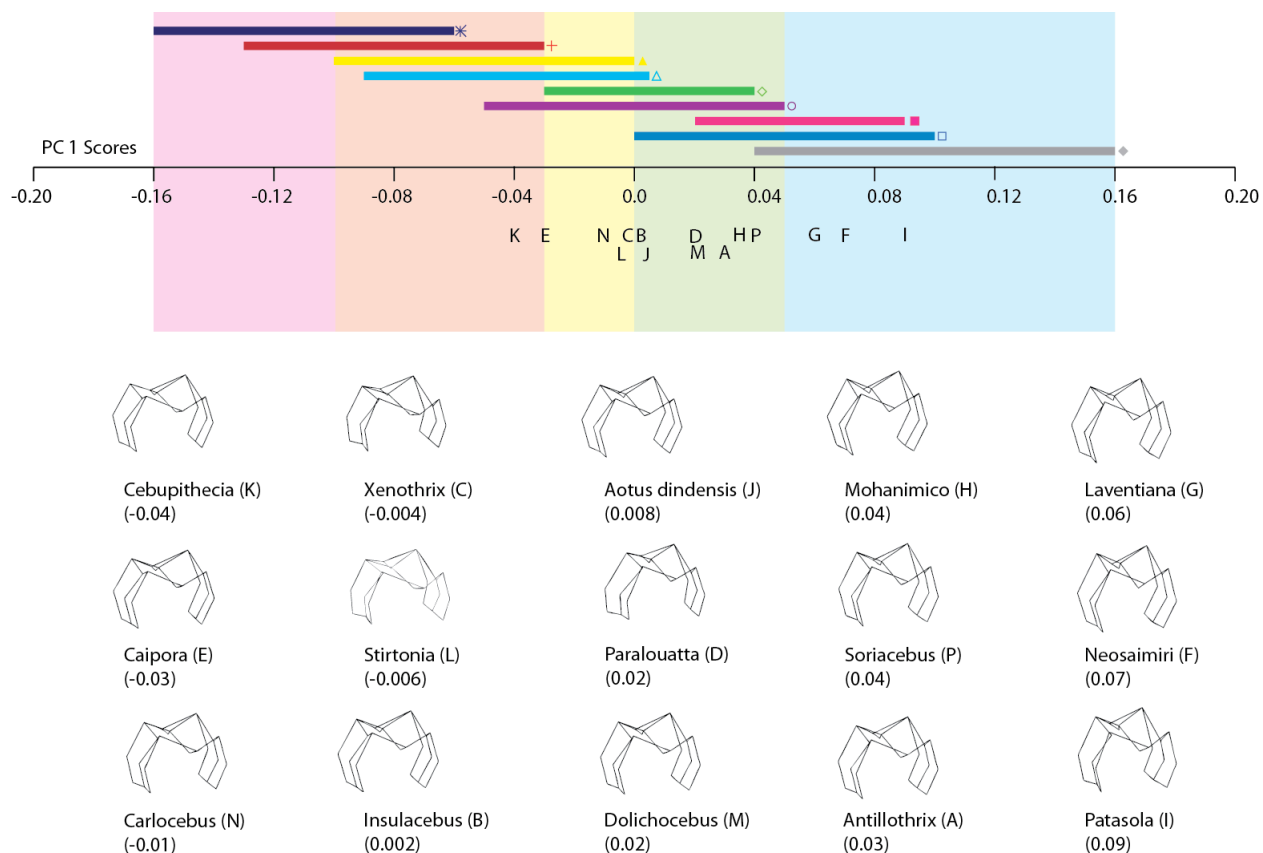 PC 1 Scores
-0.20 -0.16 -0.12 -0.08 -0.04 0.0 0.04 0.08 0.12 0.16 0.20
K E N C B D H P G F I
L J M A
Cebupithecia (K) Xenothrix (C) Aotus dindensis (J) Mohanimico (H) Laventiana (G)
(-0.04) (-0.004) (0.008) (0.04) (0.06)
Caipora (E) Stirtonia (L) Paralouatta (D) Soriacebus (P) Neosaimiri (F)
(-0.03) (-0.006) (0.02) (0.04) (0.07)
Carlocebus (N) Insulacebus (B) Dolichocebus (M) Antillothrix (A) Patasola (I)
(-0.01) (0.002) (0.02) (0.03) (0.09)